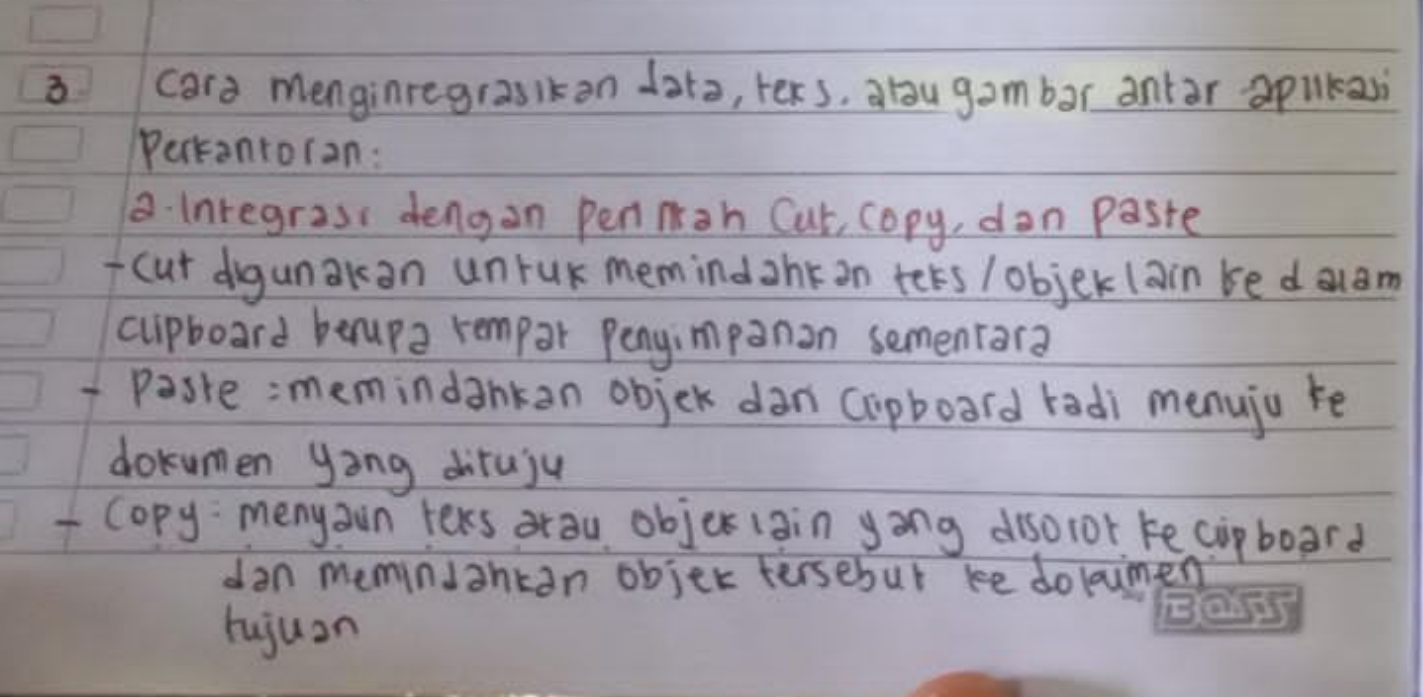 3 Cara menginregrasikan data, teks. atau gambar antar aplikasi
Perkantoran:
a. Integrasi dengan perintah Cut, Copy, dan Paste
- Cut digunakan untuk memindahkan teks / objek lain ke dalam
clipboard berupa tempat penyimpanan sementara
- Paste : memindahkan objek dari Clipboard tadi menuju ke
dokumen yang dituju
- Copy : menyalin teks atau objek lain yang disorot ke clipboard
dan memindahkan objek tersebut ke dokumen
tujuan
BOSS